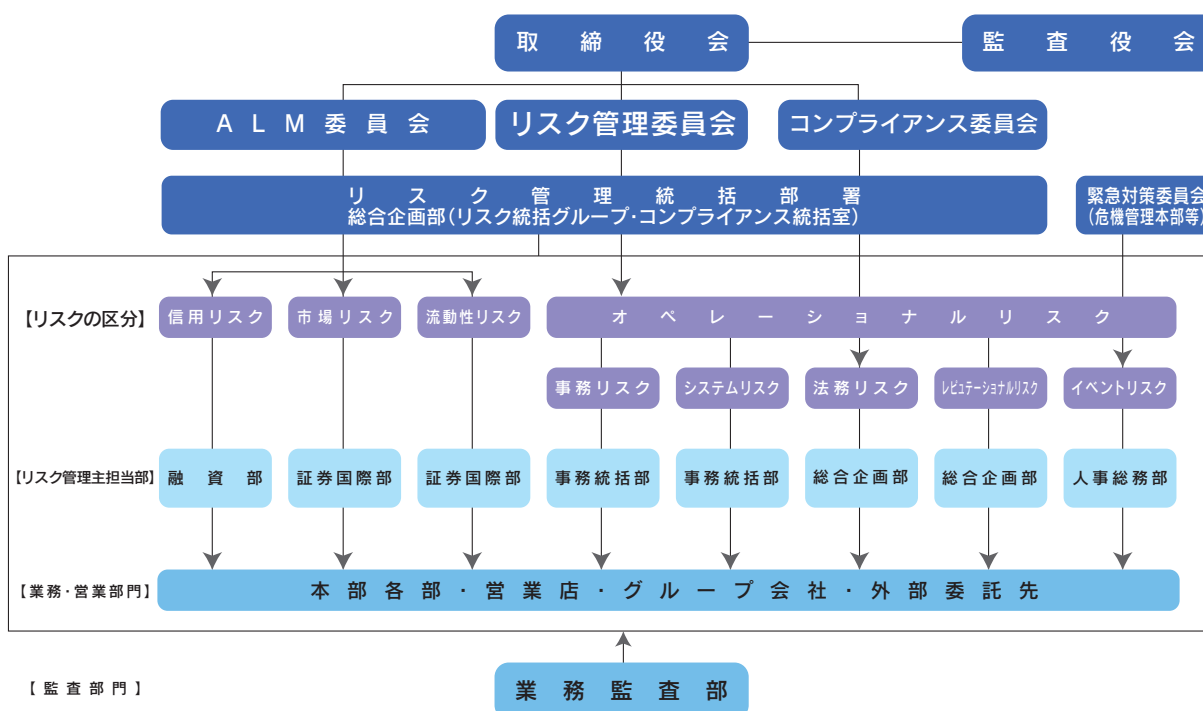 取締役会
監査役会
ALM委員会
リスク管理委員会
コンプライアンス委員会
リスク管理統括部署
総合企画部(リスク統括グループ・コンプライアンス統括室)
緊急対策委員会
(危機管理本部等)
【リスクの区分】
信用リスク
市場リスク
流動性リスク
オペレーショナルリスク
事務リスク
システムリスク
法務リスク
レピュテーショナルリスク
イベントリスク
【リスク管理主担当部】
融資部
証券国際部
証券国際部
事務統括部
事務統括部
総合企画部
総合企画部
人事総務部
【業務・営業部門】
本部各部・営業店・グループ会社・外部委託先
【監査部門】
業務監査部